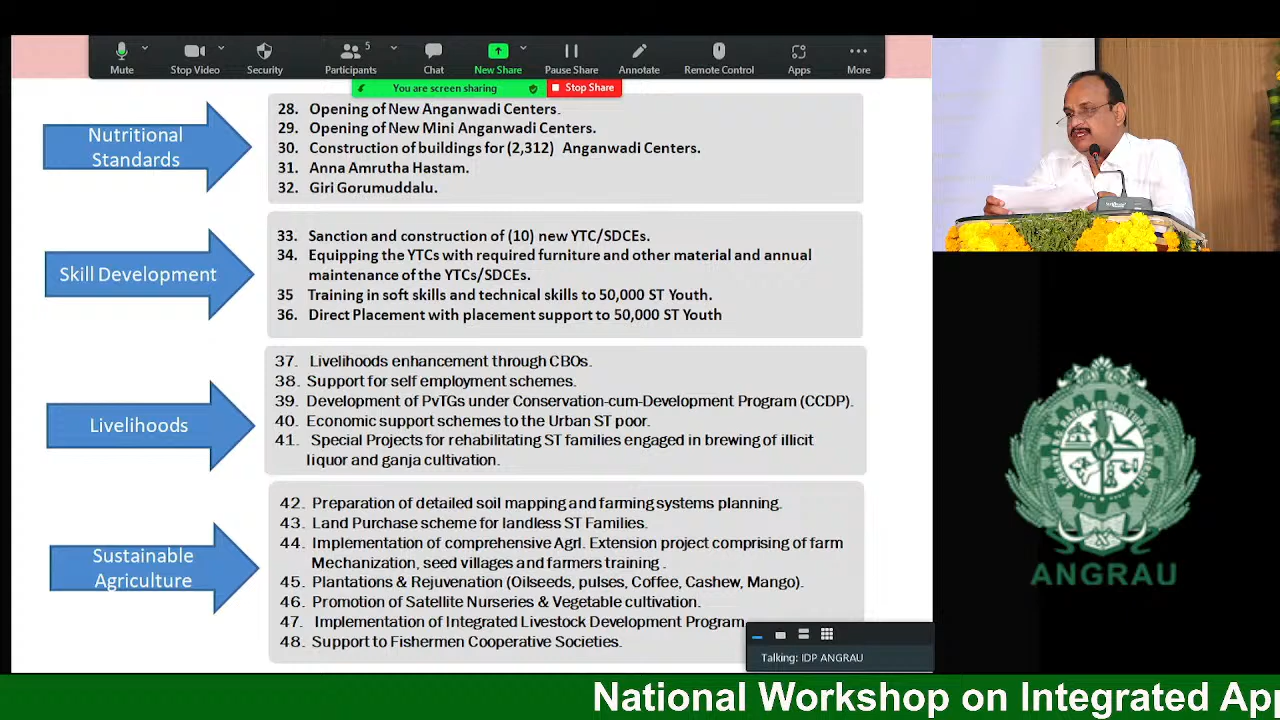 Mute
Stop Video
Security
Participants
5
Chat
New Share
Pause Share
Annotate
Remote Control
Apps
More
You are screen sharing
Stop Share
Nutritional
Standards
28. Opening of New Anganwadi Centers.
29. Opening of New Mini Anganwadi Centers.
30. Construction of buildings for (2,312) Anganwadi Centers.
31. Anna Amrutha Hastam.
32. Giri Gorumuddalu.
Skill Development
33. Sanction and construction of (10) new YTC/SDCEs.
34. Equipping the YTCs with required furniture and other material and annual
maintenance of the YTCs/SDCEs.
35 Training in soft skills and technical skills to 50,000 ST Youth.
36. Direct Placement with placement support to 50,000 ST Youth
Livelihoods
37. Livelihoods enhancement through CBOs.
38. Support for self employment schemes.
39. Development of PvTGs under Conservation-cum-Development Program (CCDP).
40. Economic support schemes to the Urban ST poor.
41. Special Projects for rehabilitating ST families engaged in brewing of illicit
liquor and ganja cultivation.
Sustainable
Agriculture
42. Preparation of detailed soil mapping and farming systems planning.
43. Land Purchase scheme for landless ST Families.
44. Implementation of comprehensive Agrl. Extension project comprising of farm
Mechanization, seed villages and farmers training .
45. Plantations & Rejuvenation (Oilseeds, pulses, Coffee, Cashew, Mango).
46. Promotion of Satellite Nurseries & Vegetable cultivation.
47. Implementation of Integrated Livestock Development Program
48. Support to Fishermen Cooperative Societies.
Talking: IDP ANGRAU
ANGRAU
National Workshop on Integrated App